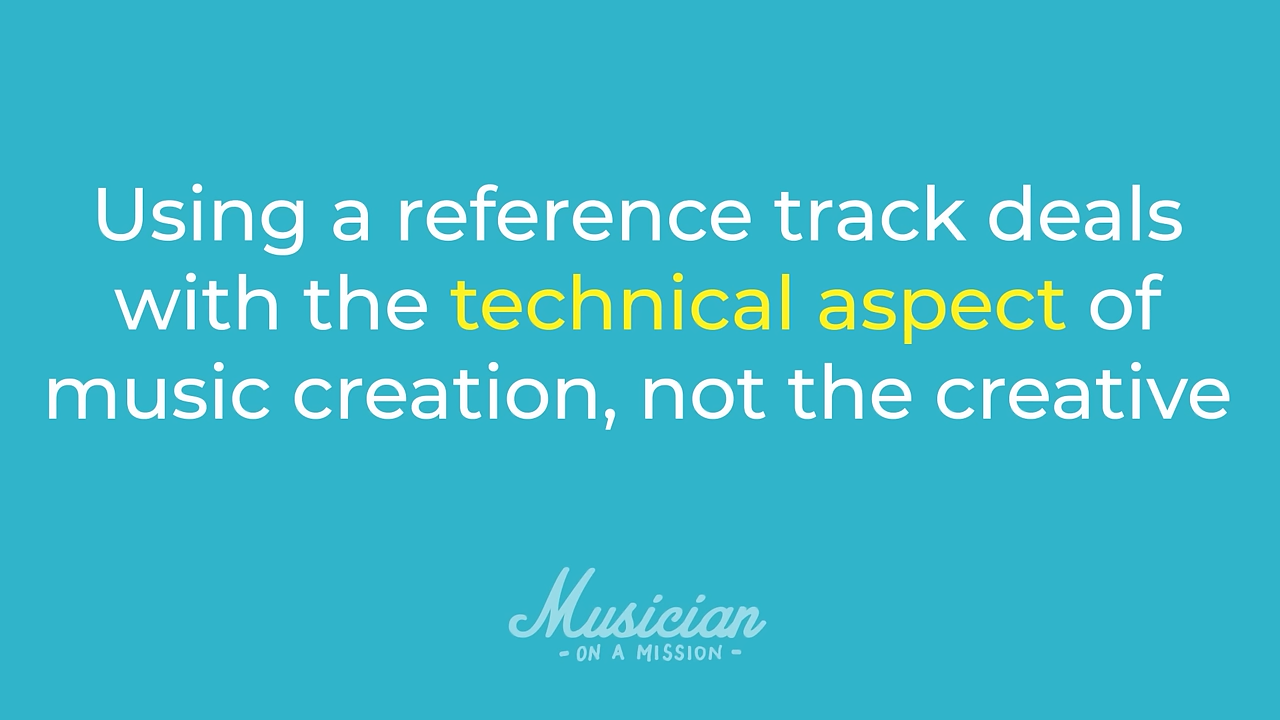 Using a reference track deals
with the technical aspect of
music creation, not the creative
Musician
-ON A MISSION-